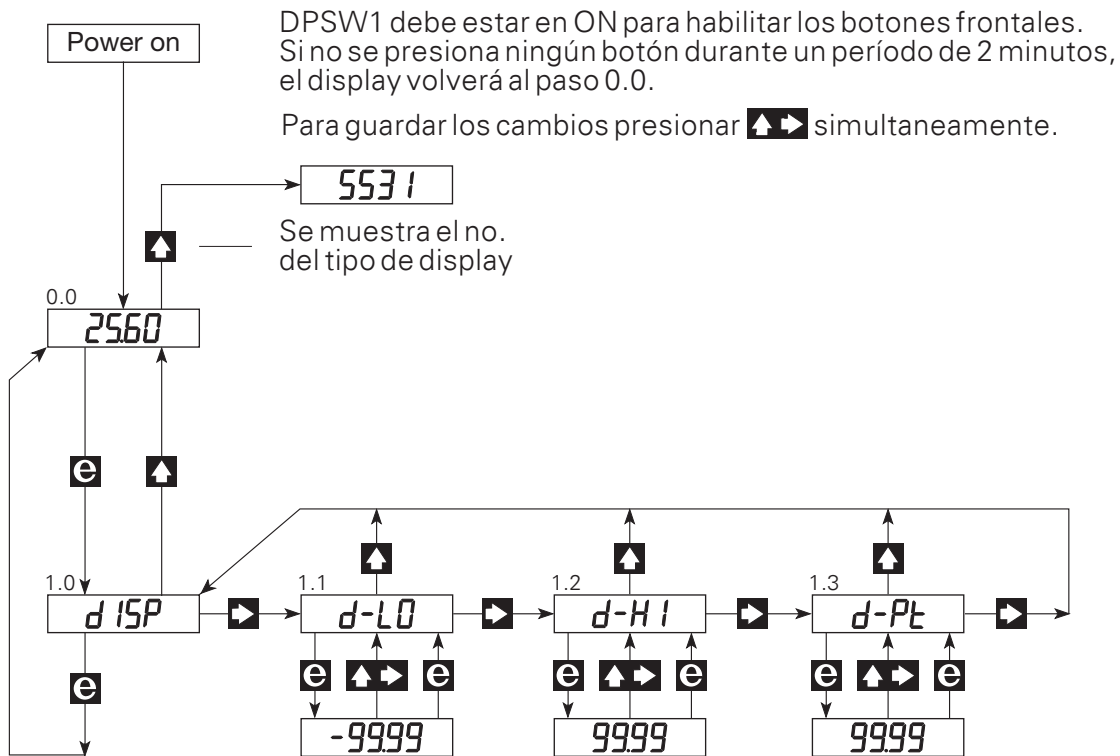 Power on
DPSW1 debe estar en ON para habilitar los botones frontales.
Si no se presiona ningún botón durante un período de 2 minutos,
el display volverá al paso 0.0.
Para guardar los cambios presionar simultaneamente.
5531
Se muestra el no.
del tipo de display
0.0
25.60
e
1.0
dISP
1.1
d-LO
1.2
d-HI
1.3
d-Pt
e
e
e
e
e
e
e
-99.99
99.99
99.99